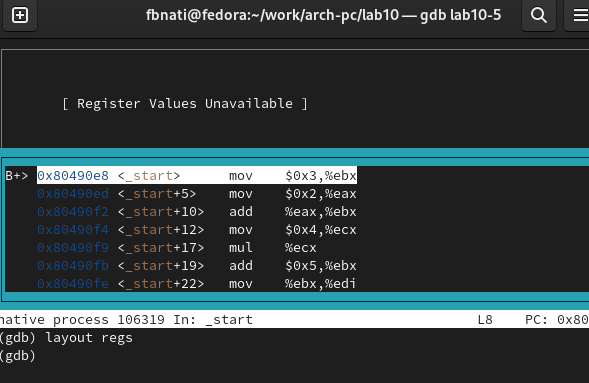 fbnati@fedora:~/work/arch-pc/lab10 — gdb lab10-5
[ Register Values Unavailable ]
B+> 0x80490e8 <_start> mov $0x3,%ebx
0x80490ed <_start+5> mov $0x2,%eax
0x80490f2 <_start+10> add %eax,%ebx
0x80490f4 <_start+12> mov $0x4,%ecx
0x80490f9 <_start+17> mul %ecx
0x80490fb <_start+19> add $0x5,%ebx
0x80490fe <_start+22> mov %ebx,%edi
native process 106319 In: _start L8 PC: 0x80
(gdb) layout regs
(gdb)